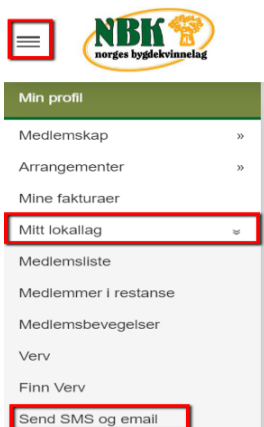 NBK
norges bygdekvinnelag
Min profil
Medlemskap »
Arrangementer »
Mine fakturaer
Mitt lokallag »
Medlemsliste
Medlemmer i restanse
Medlemsbevegelser
Verv
Finn Verv
Send SMS og email